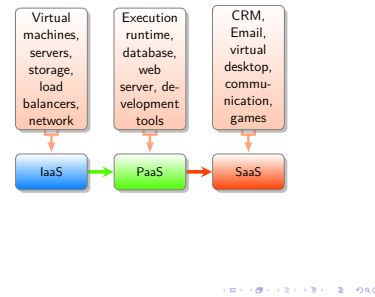 Virtual
machines,
servers,
storage,
load
balancers,
network
Execution
runtime,
database,
web
server, de-
velopment
tools
CRM,
Email,
virtual
desktop,
commu-
nication,
games
IaaS
PaaS
SaaS